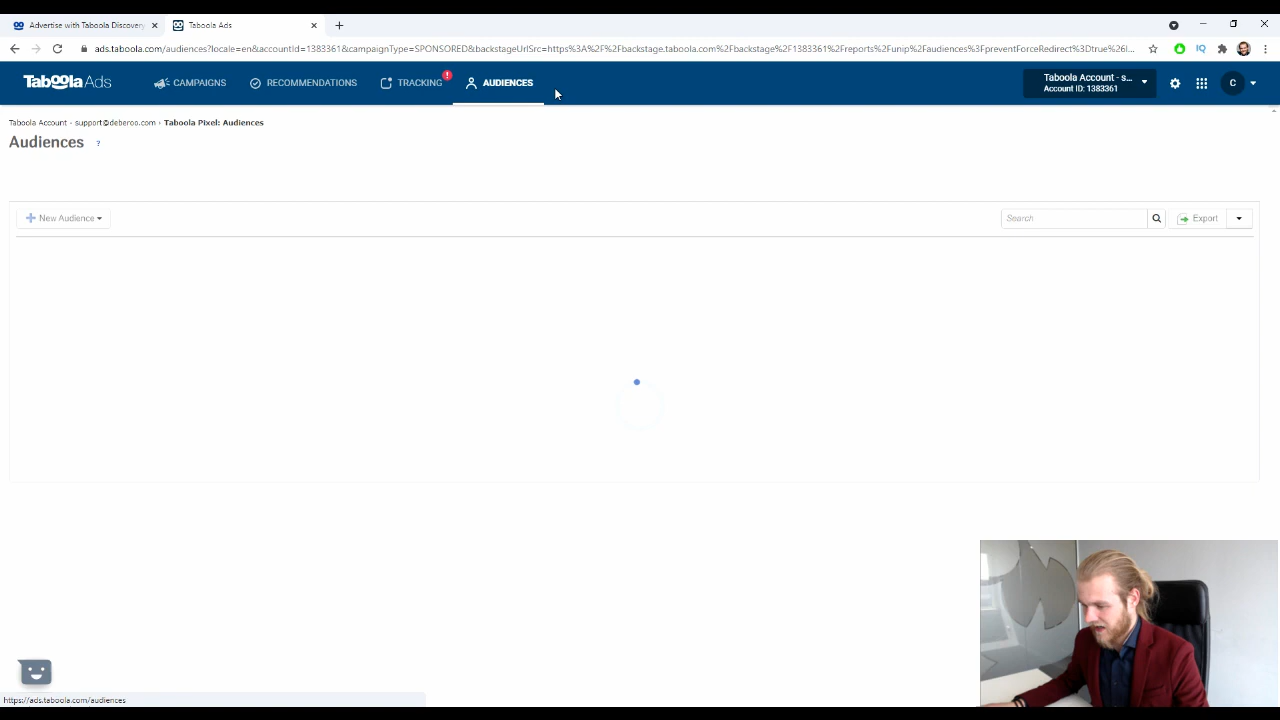 Advertise with Taboola Discovery
Taboola Ads
ads.taboola.com/audiences?locale=en&accountId=1383361&campaignType=SPONSORED&backstageUrlSrc=https%3A%2F%2Fbackstage.taboola.com%2Fbackstage%2F1383361%2Freports%2Funip%2Faudiences%3FpreventForceRedirect%3Dtrue%26l...
IQ
Taboola Ads
CAMPAIGNS
RECOMMENDATIONS
TRACKING
!
AUDIENCES
Taboola Account - s...
Account ID: 1383361
C
Taboola Account - support@deberoo.com › Taboola Pixel: Audiences
Audiences ?
New Audience
Search
Export
https://ads.taboola.com/audiences